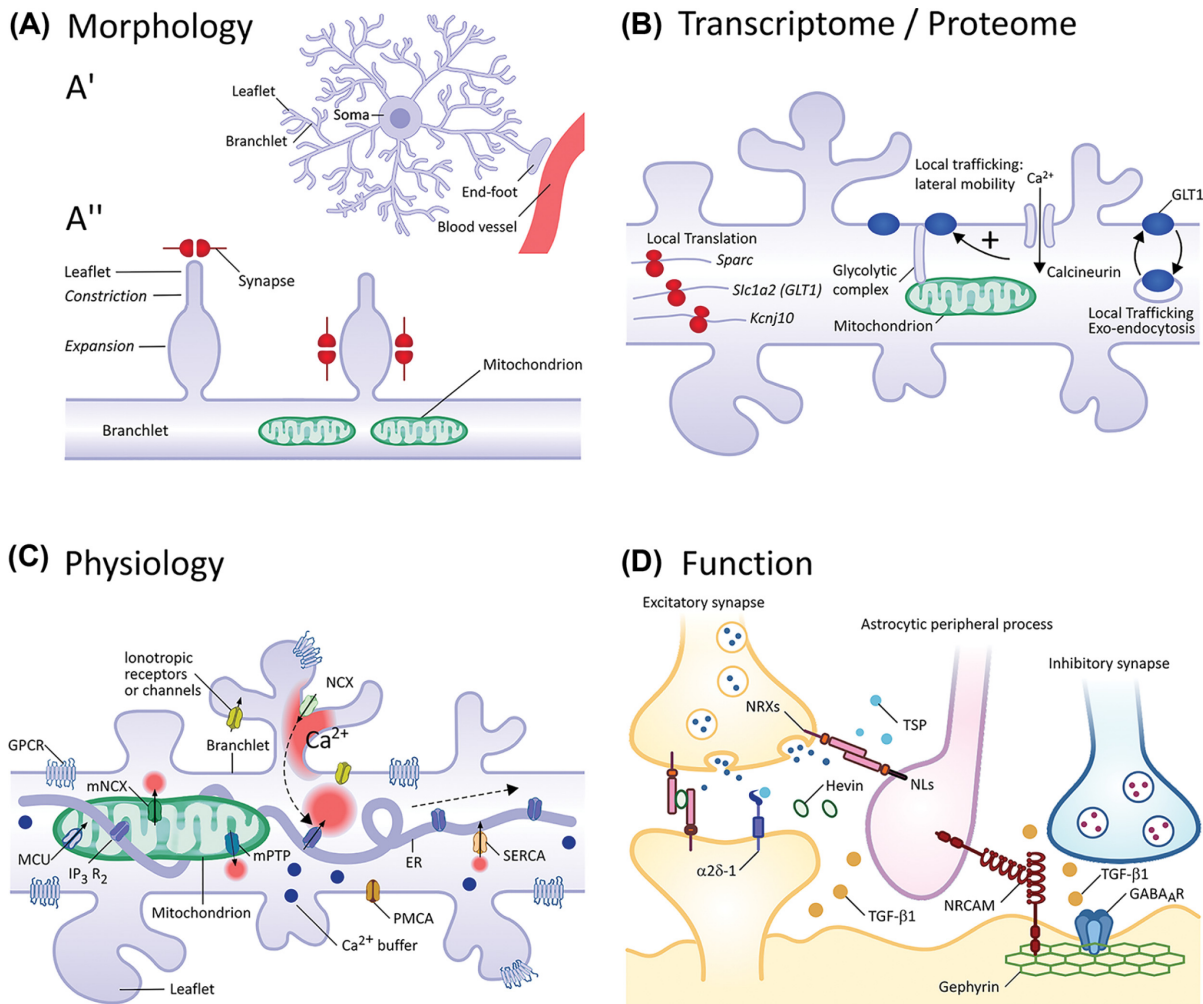 (A) Morphology
A'
Leaflet
Branchlet
Soma
End-foot
Blood vessel
A''
Leaflet
Constriction
Expansion
Synapse
Mitochondrion
Branchlet
(B) Transcriptome / Proteome
Local trafficking:
lateral mobility
Ca²⁺
GLT1
Local Translation
Sparc
Slc1a2 (GLT1)
Kcnj10
Glycolytic
complex
+
Calcineurin
Mitochondrion
Local Trafficking
Exo-endocytosis
(C) Physiology
Ionotropic
receptors
or channels
NCX
Ca²⁺
GPCR
Branchlet
mNCX
MCU
IP₃ R₂
mPTP
ER
SERCA
Mitochondrion
PMCA
Ca²⁺ buffer
Leaflet
(D) Function
Excitatory synapse
Astrocytic peripheral process
Inhibitory synapse
NRXs
TSP
Hevin
NLs
α2δ-1
TGF-β1
NRCAM
TGF-β1
GABAₐR
Gephyrin